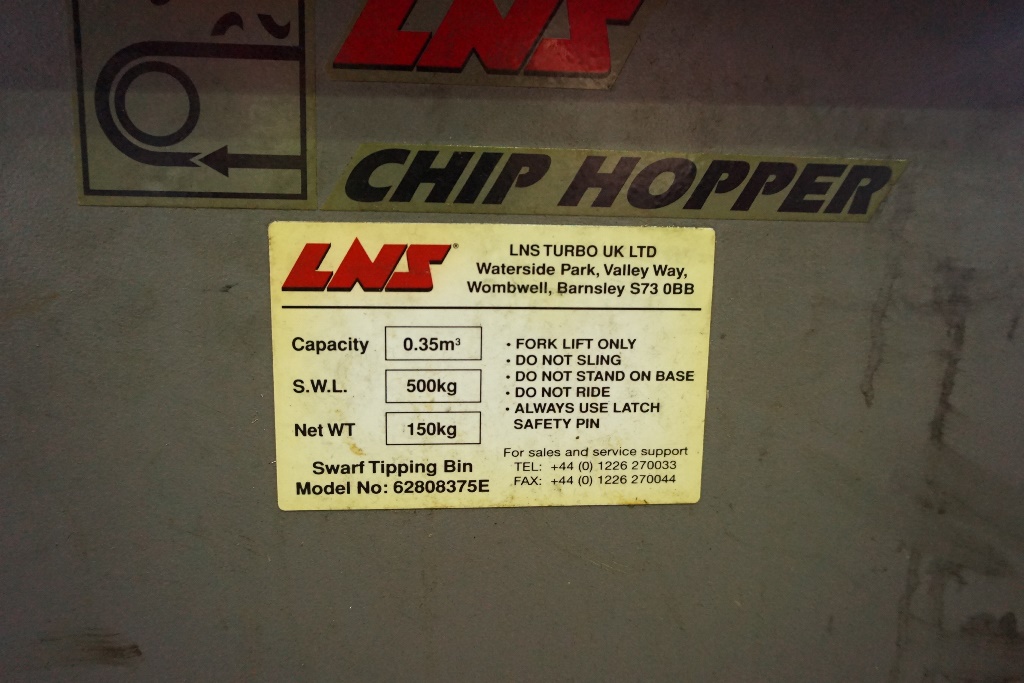 LNS
CHIP HOPPER
LNS®
LNS TURBO UK LTD
Waterside Park, Valley Way,
Wombwell, Barnsley S73 0BB
Capacity 0.35m³
S.W.L. 500kg
Net WT 150kg
Swarf Tipping Bin
Model No: 62808375E
· FORK LIFT ONLY
· DO NOT SLING
· DO NOT STAND ON BASE
· DO NOT RIDE
· ALWAYS USE LATCH
SAFETY PIN
For sales and service support
TEL: +44 (0) 1226 270033
FAX: +44 (0) 1226 270044